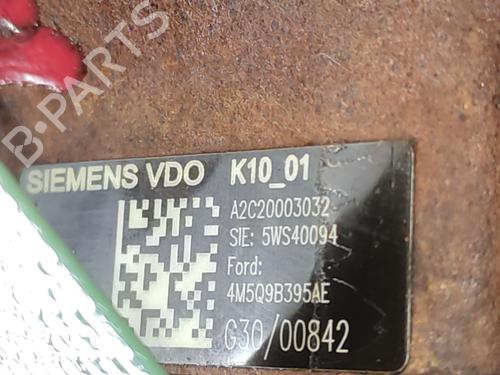 B-PARTS
SIEMENS VDO K10_01
A2C20003032
SIE: 5WS40094
Ford:
4M5Q9B395AE
G30/00842